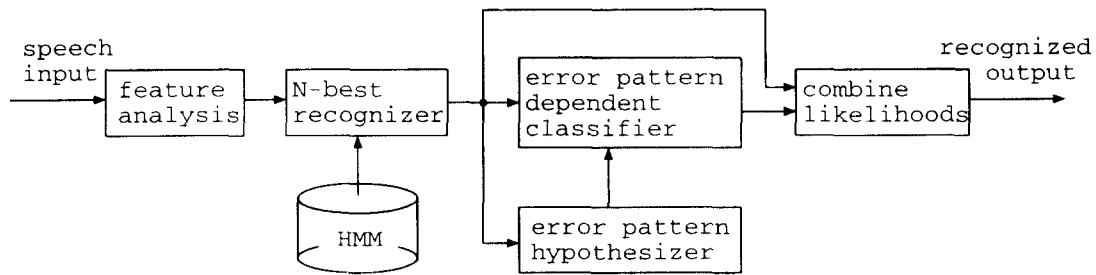 speech
input
feature
analysis
N-best
recognizer
HMM
error pattern
dependent
classifier
error pattern
hypothesizer
combine
likelihoods
recognized
output